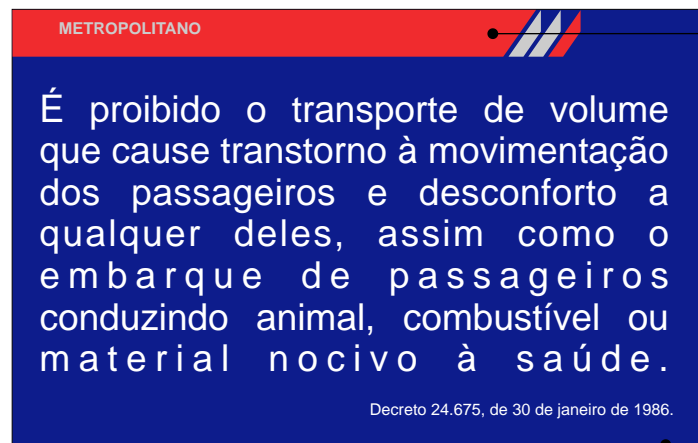 METROPOLITANO
É proibido o transporte de volume
que cause transtorno à movimentação
dos passageiros e desconforto a
qualquer deles, assim como o
embarque de passageiros
conduzindo animal, combustível ou
material nocivo à saúde.
Decreto 24.675, de 30 de janeiro de 1986.